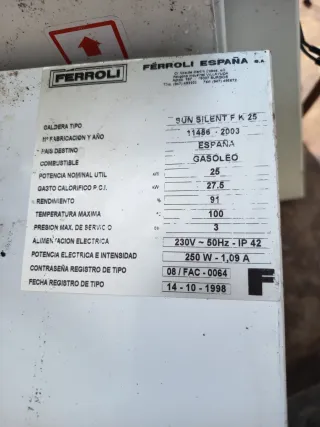 FERROLI
FERROLI ESPAÑA S.A.
CALDERA TIPO SUN SILENT F K 25
Nº FABRICACION Y AÑO 11486 - 2003
PAIS DESTINO ESPAÑA
COMBUSTIBLE GASOLEO
POTENCIA NOMINAL UTIL kW 25
GASTO CALORIFICO P.C.I. kW 27.5
RENDIMIENTO % 91
TEMPERATURA MAXIMA ºC 100
PRESION MAX. DE SERVICIO 3
ALIMENTACION ELECTRICA 230V ~ 50Hz - IP 42
POTENCIA ELECTRICA E INTENSIDAD 250 W - 1,09 A
CONTRASEÑA REGISTRO DE TIPO 08 / FAC - 0064
FECHA REGISTRO DE TIPO 14 - 10 - 1998
F